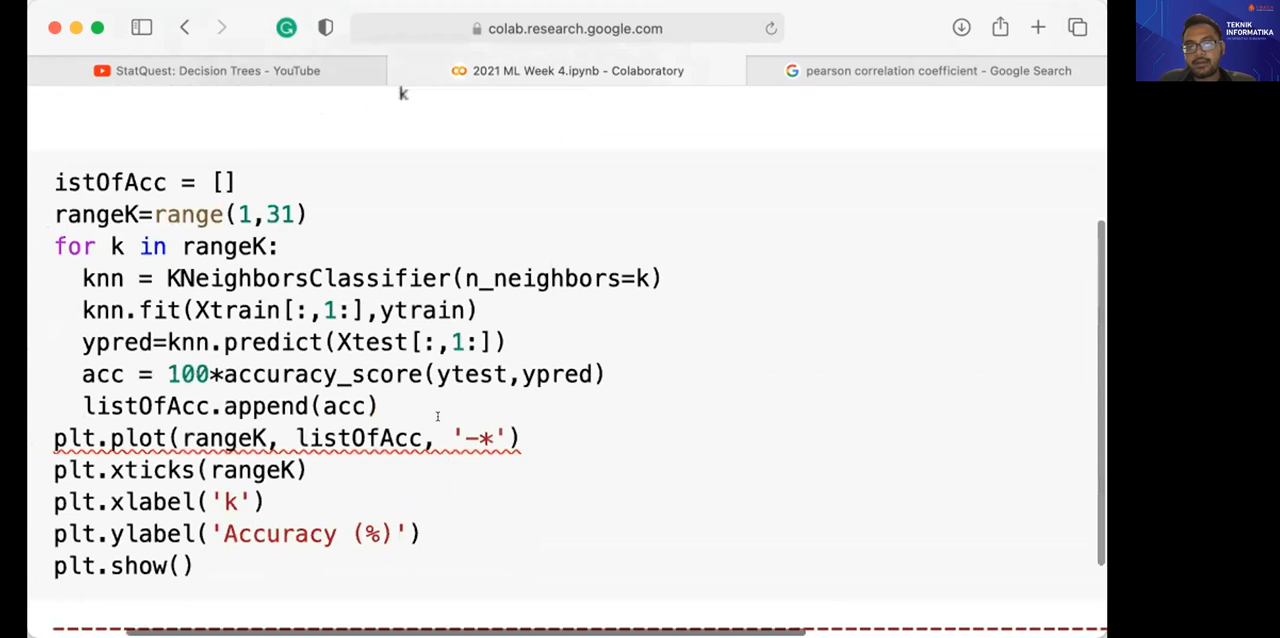 colab.research.google.com
StatQuest: Decision Trees - YouTube
2021 ML Week 4.ipynb - Colaboratory
pearson correlation coefficient - Google Search
TEKNIK
INFORMATIKA
k
istOfAcc = []
rangeK=range(1,31)
for k in rangeK:
knn = KNeighborsClassifier(n_neighbors=k)
knn.fit(Xtrain[:,1:],ytrain)
ypred=knn.predict(Xtest[:,1:])
acc = 100*accuracy_score(ytest,ypred)
listOfAcc.append(acc)
plt.plot(rangeK, listOfAcc, '-*')
plt.xticks(rangeK)
plt.xlabel('k')
plt.ylabel('Accuracy (%)')
plt.show()